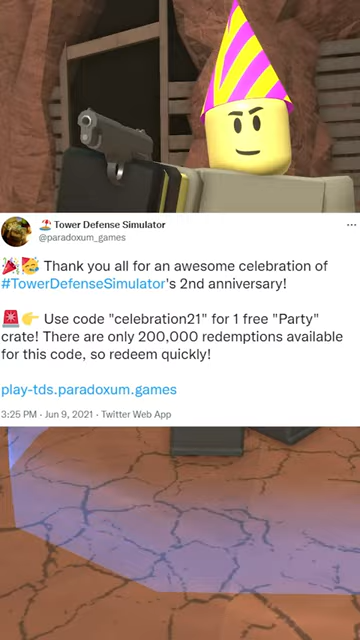 🏖️ Tower Defense Simulator
@paradoxum_games
🎉🥳 Thank you all for an awesome celebration of
#TowerDefenseSimulator's 2nd anniversary!
🚨👉 Use code "celebration21" for 1 free "Party"
crate! There are only 200,000 redemptions available
for this code, so redeem quickly!
play-tds.paradoxum.games
3:25 PM · Jun 9, 2021 · Twitter Web App